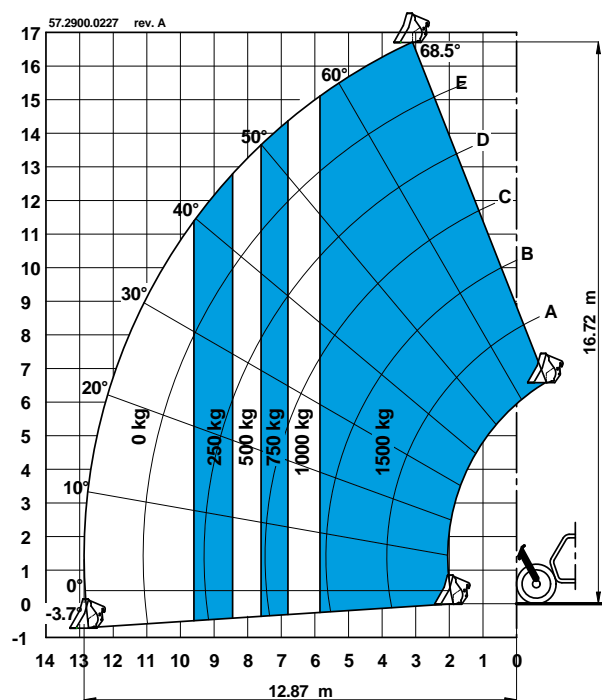 57.2900.0227 rev. A
17
16
15
14
13
12
11
10
9
8
7
6
5
4
3
2
1
0
-1
68.5°
60°
50°
40°
30°
20°
10°
0°
-3.7°
E
D
C
B
A
0 kg
250 kg
500 kg
750 kg
1000 kg
1500 kg
16.72 m
14 13 12 11 10 9 8 7 6 5 4 3 2 1 0
12.87 m